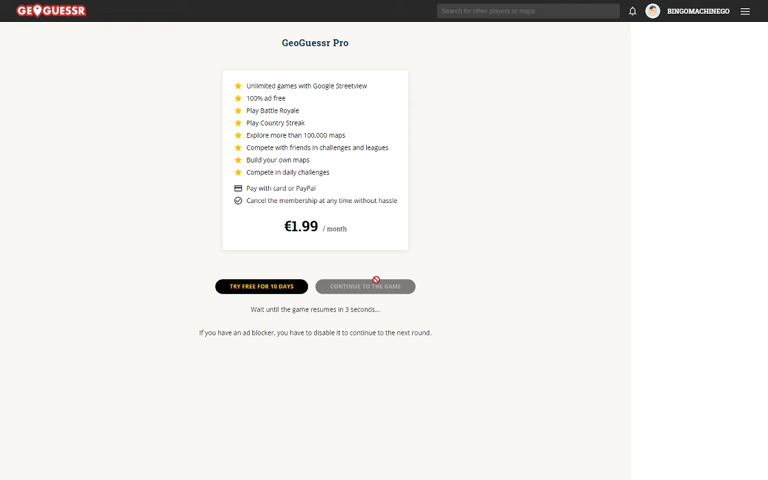 GEOGUESSR
Search for other players or maps
BINGOMACHINEGO
GeoGuessr Pro
Unlimited games with Google Streetview
100% ad free
Play Battle Royale
Play Country Streak
Explore more than 100,000 maps
Compete with friends in challenges and leagues
Build your own maps
Compete in daily challenges
Pay with card or PayPal
Cancel the membership at any time without hassle
€1.99 / month
TRY FREE FOR 10 DAYS
CONTINUE TO THE GAME
Wait until the game resumes in 3 seconds...
If you have an ad blocker, you have to disable it to continue to the next round.